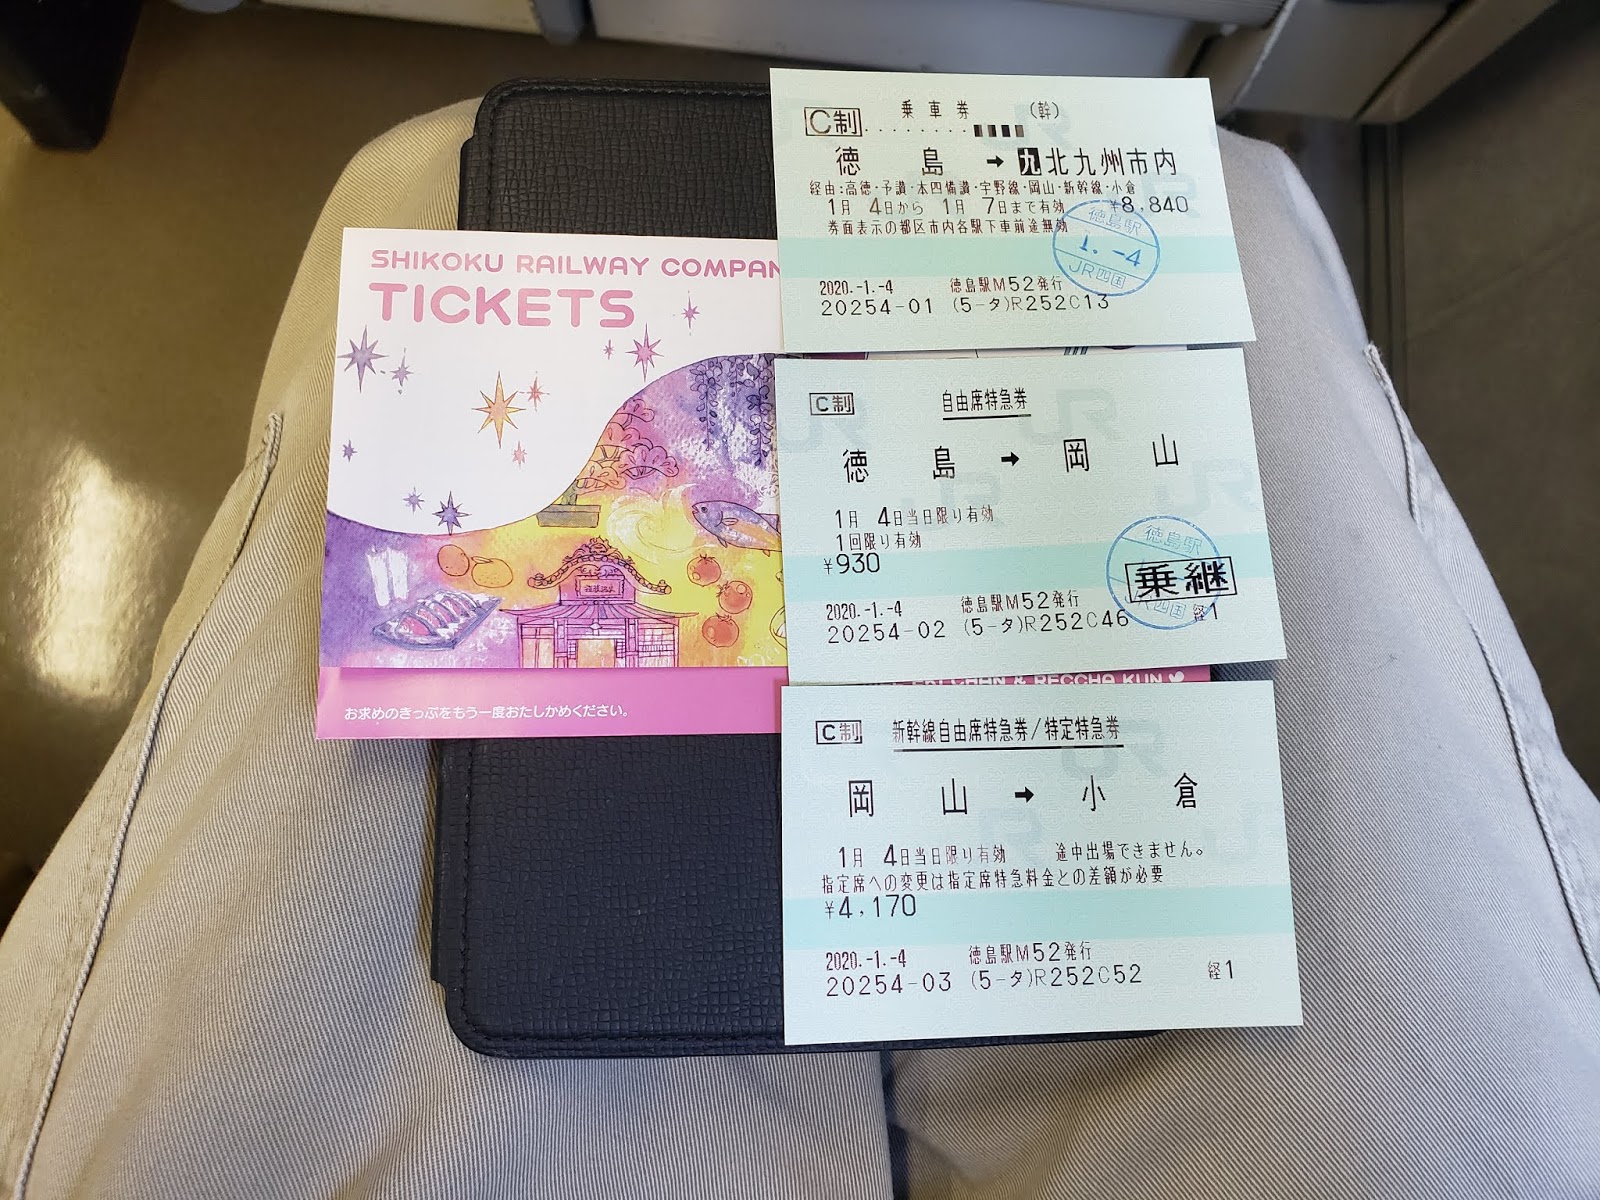 SHIKOKU RAILWAY COMPAN
TICKETS
お求めのきっぷをもう一度おたしかめください。
C制 乗車券 (幹)
徳島 → 九 北九州市内
経由:高徳・予讃・本四備讃・宇野線・岡山・新幹線・小倉
1月 4日から 1月 7日まで有効 ¥8,840
券面表示の都区市内各駅下車前途無効
徳島駅
1.-4
JR四国
2020.-1.-4 徳島駅M52発行
20254-01 (5-タ)R252C13
C制 自由席特急券
徳島 → 岡山
1月 4日当日限り有効
1回限り有効
¥930
徳島駅
乗継
R四国
2020.-1.-4 徳島駅M52発行
20254-02 (5-タ)R252C46 経1
CHAN & RECCHA KUN
C制 新幹線自由席特急券/特定特急券
岡山 → 小倉
1月 4日当日限り有効 途中出場できません。
指定席への変更は指定席特急料金との差額が必要
¥4,170
2020.-1.-4 徳島駅M52発行
20254-03 (5-タ)R252C52 経1